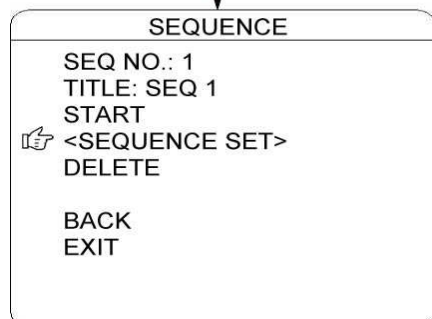 SEQUENCE
SEQ NO.: 1
TITLE: SEQ 1
START
<SEQUENCE SET>
DELETE
BACK
EXIT